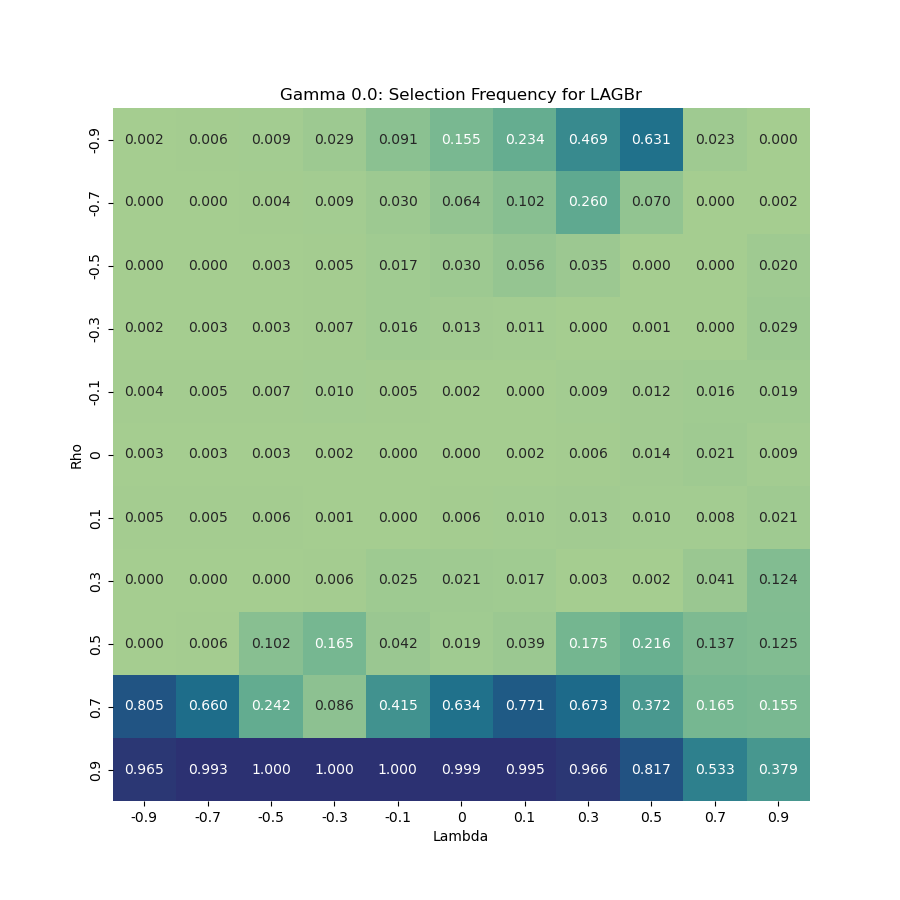 Gamma 0.0: Selection Frequency for LAGBr
-0.9 0.002 0.006 0.009 0.029 0.091 0.155 0.234 0.469 0.631 0.023 0.000
-0.7 0.000 0.000 0.004 0.009 0.030 0.064 0.102 0.260 0.070 0.000 0.002
-0.5 0.000 0.000 0.003 0.005 0.017 0.030 0.056 0.035 0.000 0.000 0.020
-0.3 0.002 0.003 0.003 0.007 0.016 0.013 0.011 0.000 0.001 0.000 0.029
-0.1 0.004 0.005 0.007 0.010 0.005 0.002 0.000 0.009 0.012 0.016 0.019
Rho
0 0.003 0.003 0.003 0.002 0.000 0.000 0.002 0.006 0.014 0.021 0.009
0.1 0.005 0.005 0.006 0.001 0.000 0.006 0.010 0.013 0.010 0.008 0.021
0.3 0.000 0.000 0.000 0.006 0.025 0.021 0.017 0.003 0.002 0.041 0.124
0.5 0.000 0.006 0.102 0.165 0.042 0.019 0.039 0.175 0.216 0.137 0.125
0.7 0.805 0.660 0.242 0.086 0.415 0.634 0.771 0.673 0.372 0.165 0.155
0.9 0.965 0.993 1.000 1.000 1.000 0.999 0.995 0.966 0.817 0.533 0.379
-0.9 -0.7 -0.5 -0.3 -0.1 0 0.1 0.3 0.5 0.7 0.9
Lambda